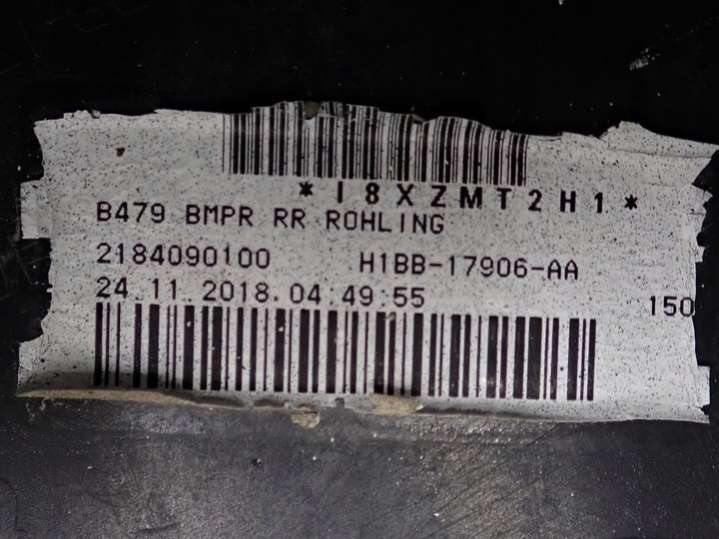 *I8XZMT2H1*
B479 BMPR RR ROHLING
2184090100 H1BB-17906-AA
24.11.2018.04:49:55 150